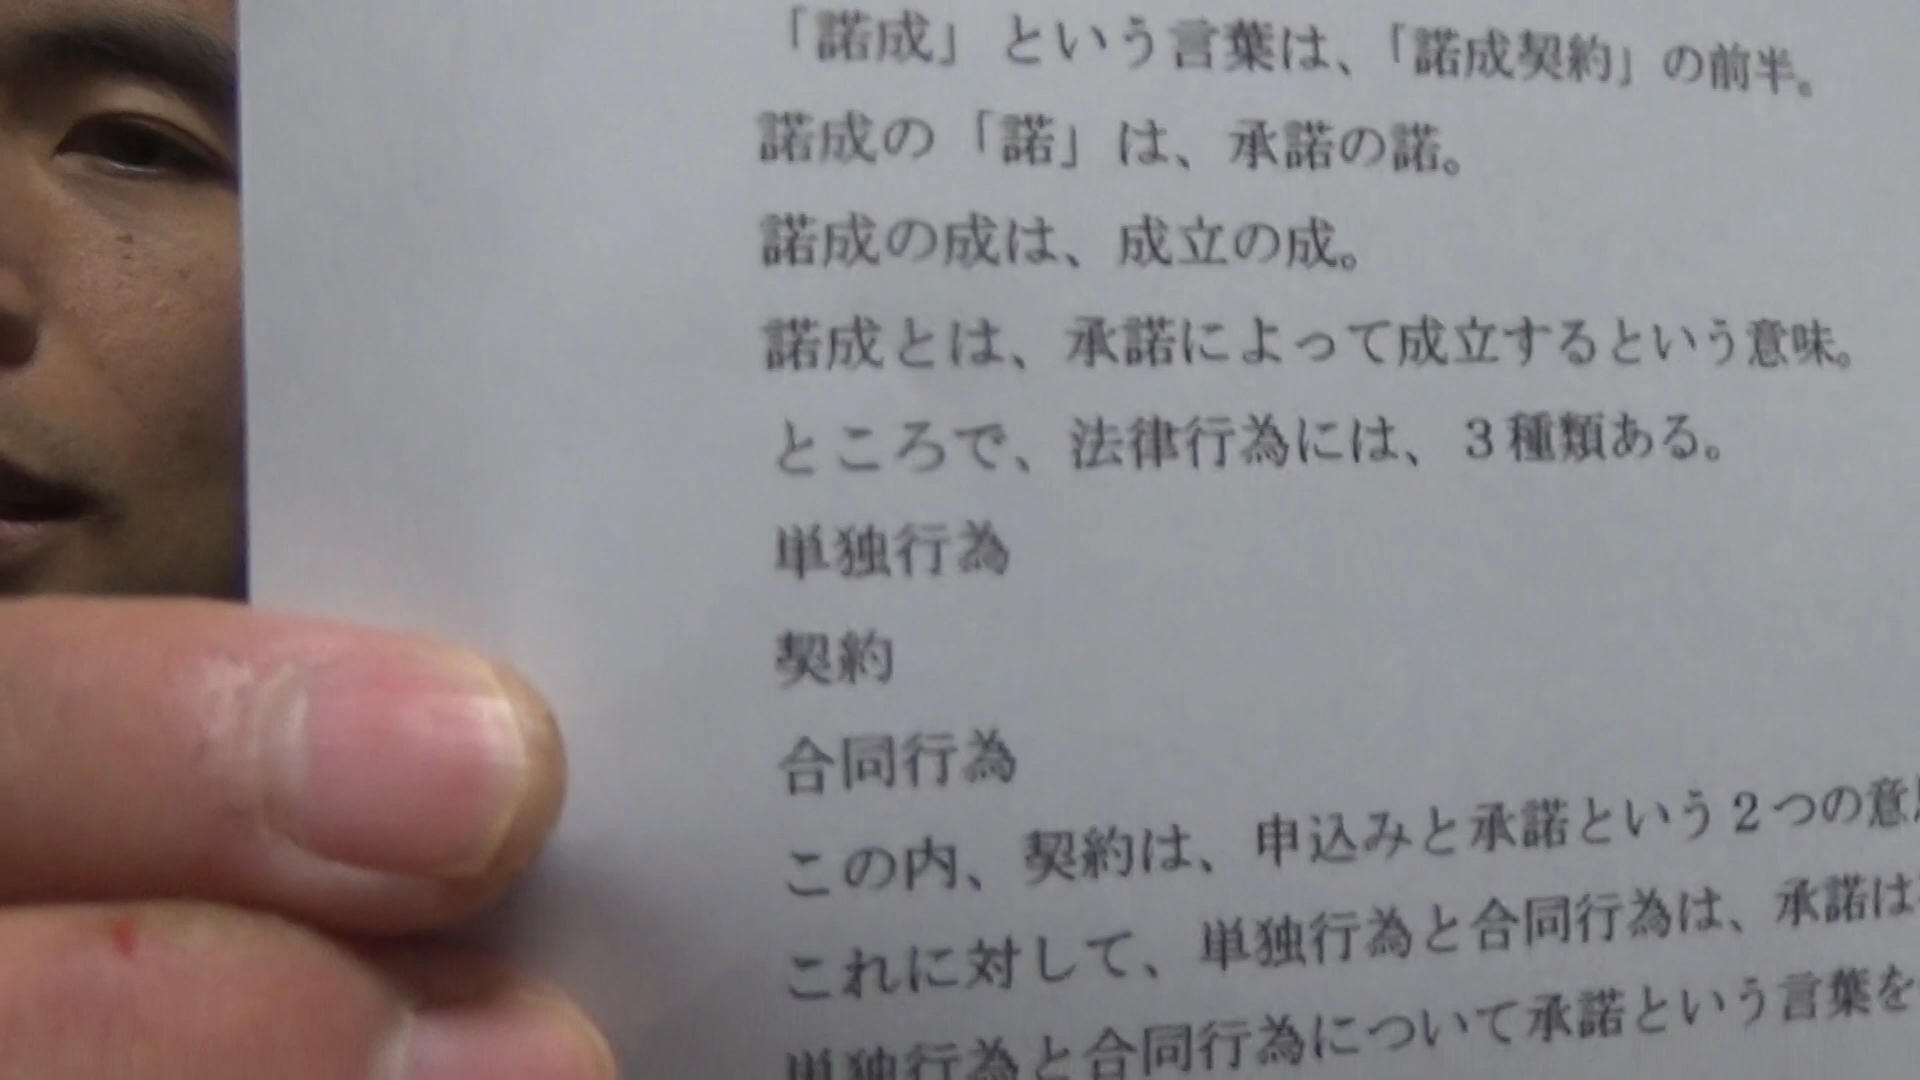 「諾成」という言葉は、「諾成契約」の前半。
諾成の「諾」は、承諾の諾。
諾成の成は、成立の成。
諾成とは、承諾によって成立するという意味。
ところで、法律行為には、３種類ある。
単独行為
契約
合同行為
この内、契約は、申込みと承諾という２つの意
これに対して、単独行為と合同行為は、承諾は
単独行為と合同行為について承諾という言葉を